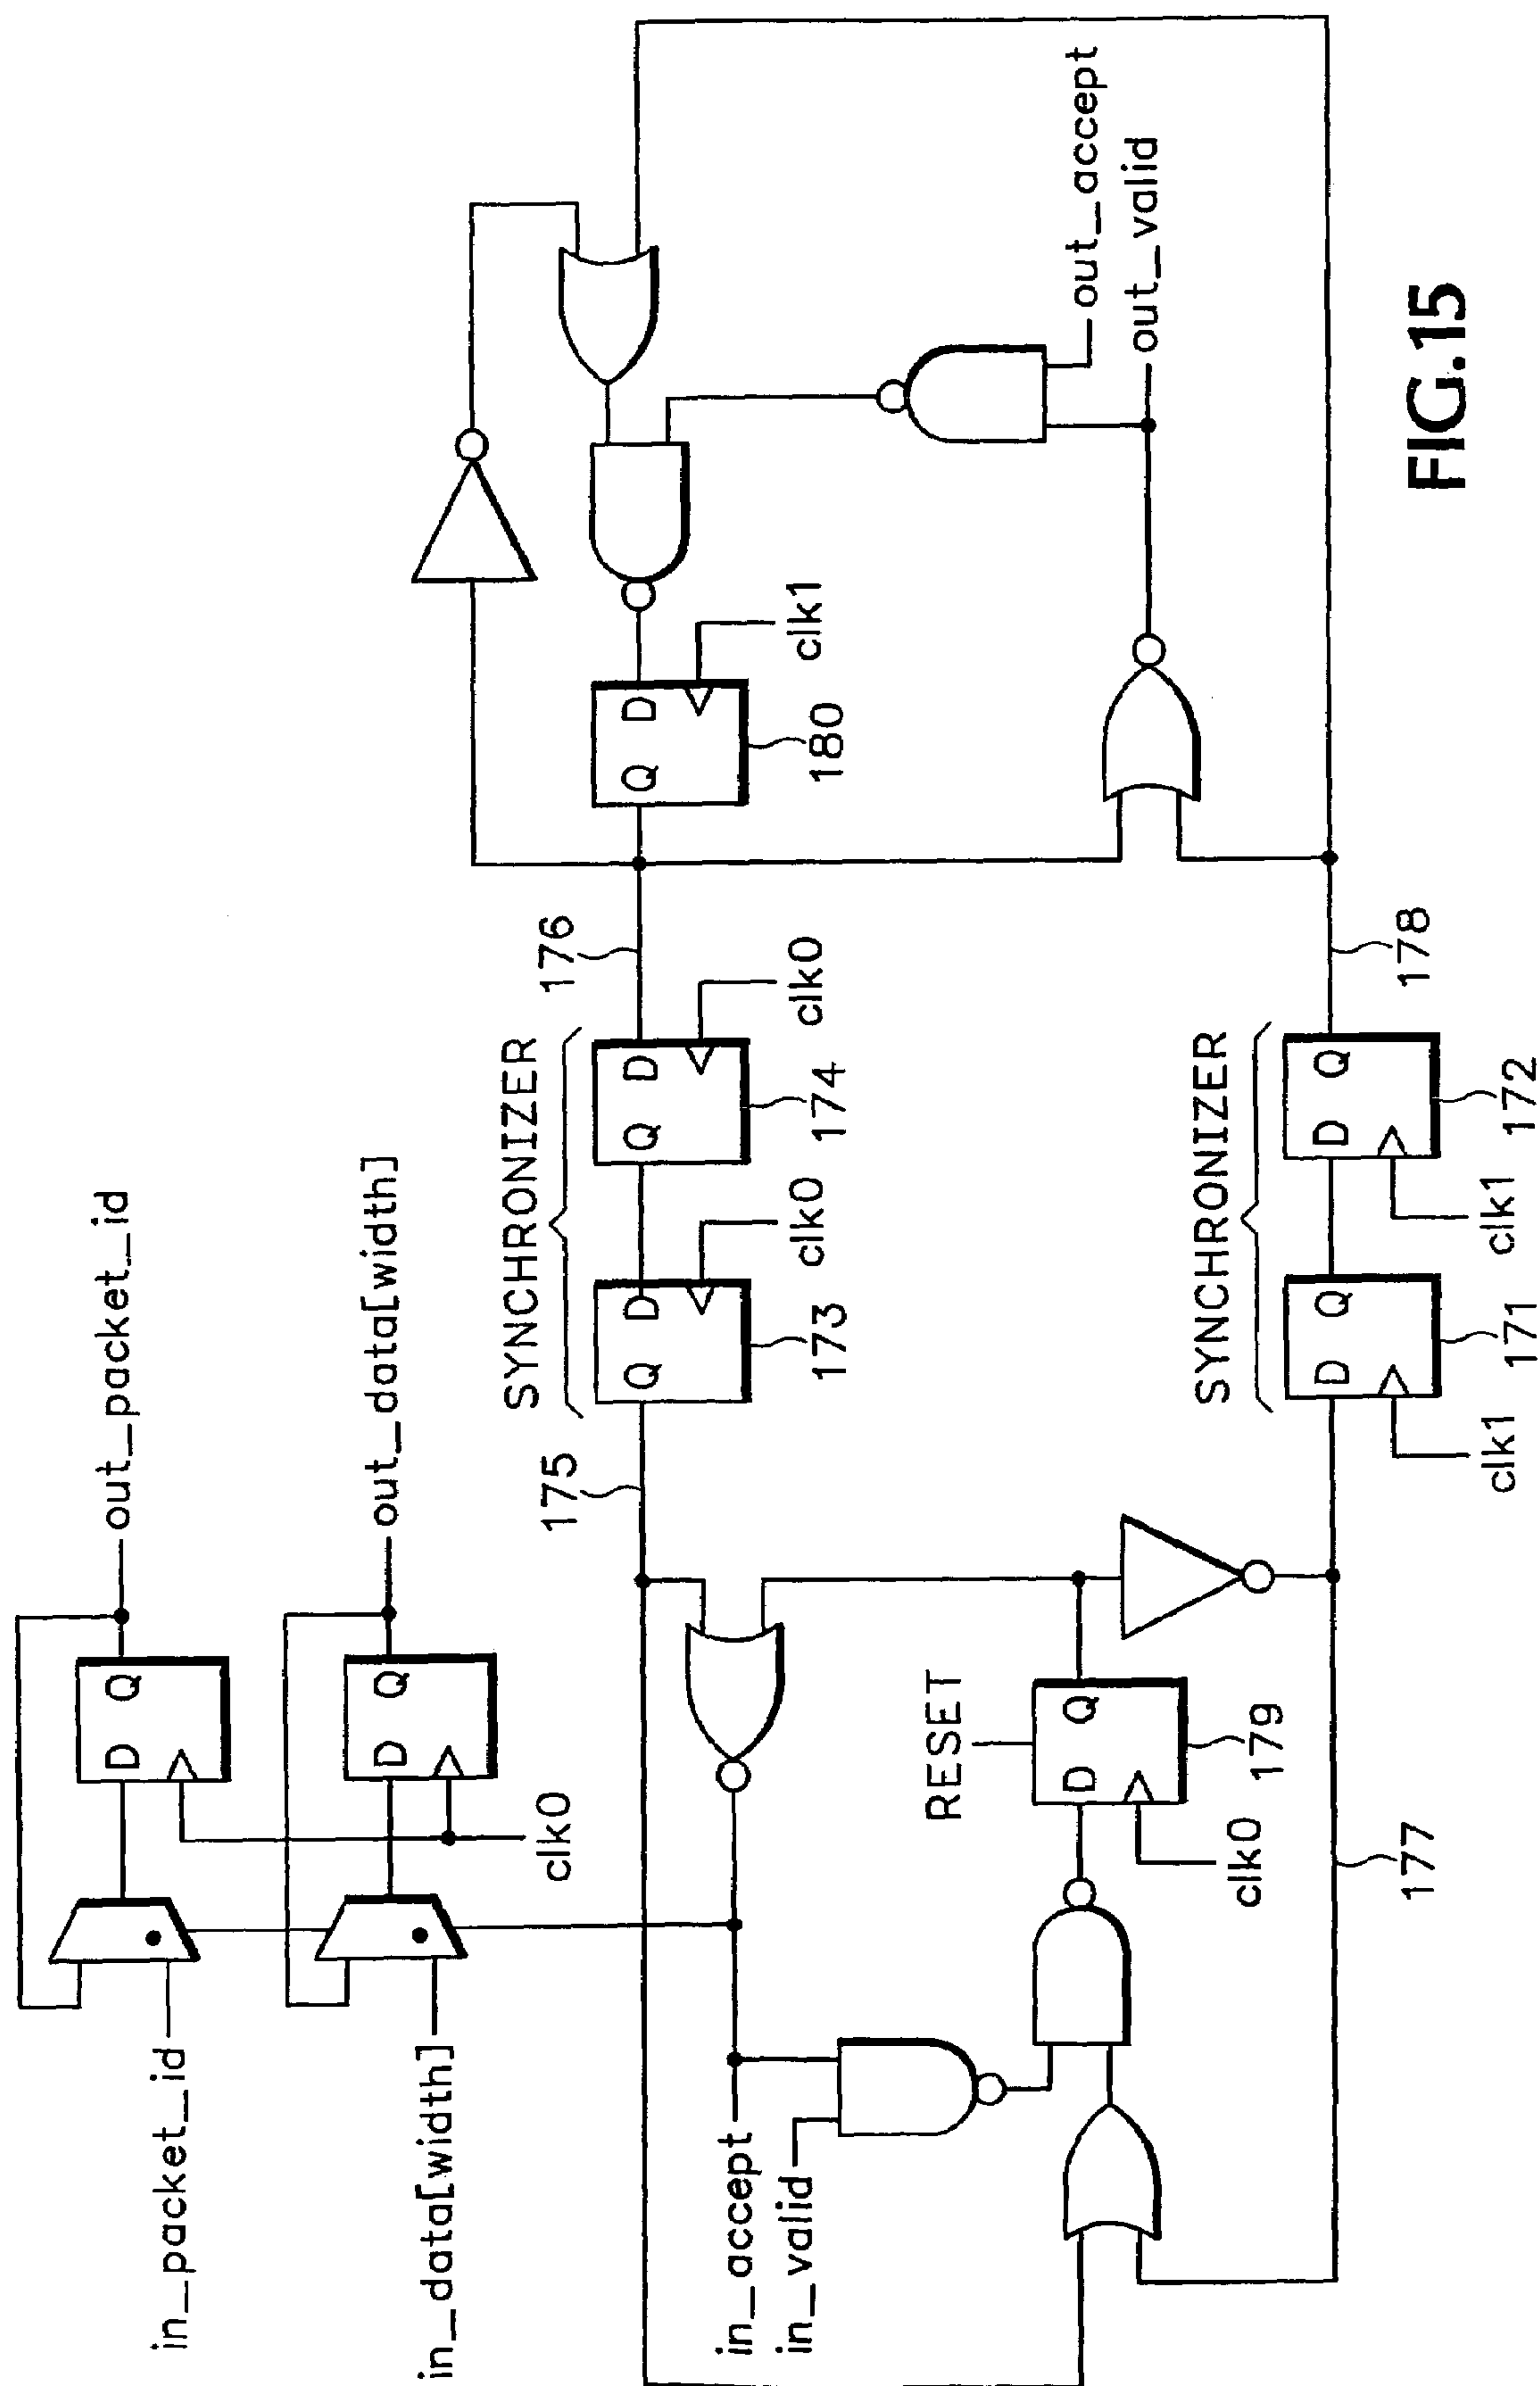 out_packet_id
D Q
in_packet_id
out_data[width]
D Q
in_data[width]
clk0
SYNCHRONIZER
175
176
Q D
173
clk0
Q D
174
clk0
Q D
180
clk1
in_accept
in_valid
RESET
D Q
179
clk0
out_accept
out_valid
177
SYNCHRONIZER
D Q
171
clk1
D Q
172
clk1
178
FIG.15